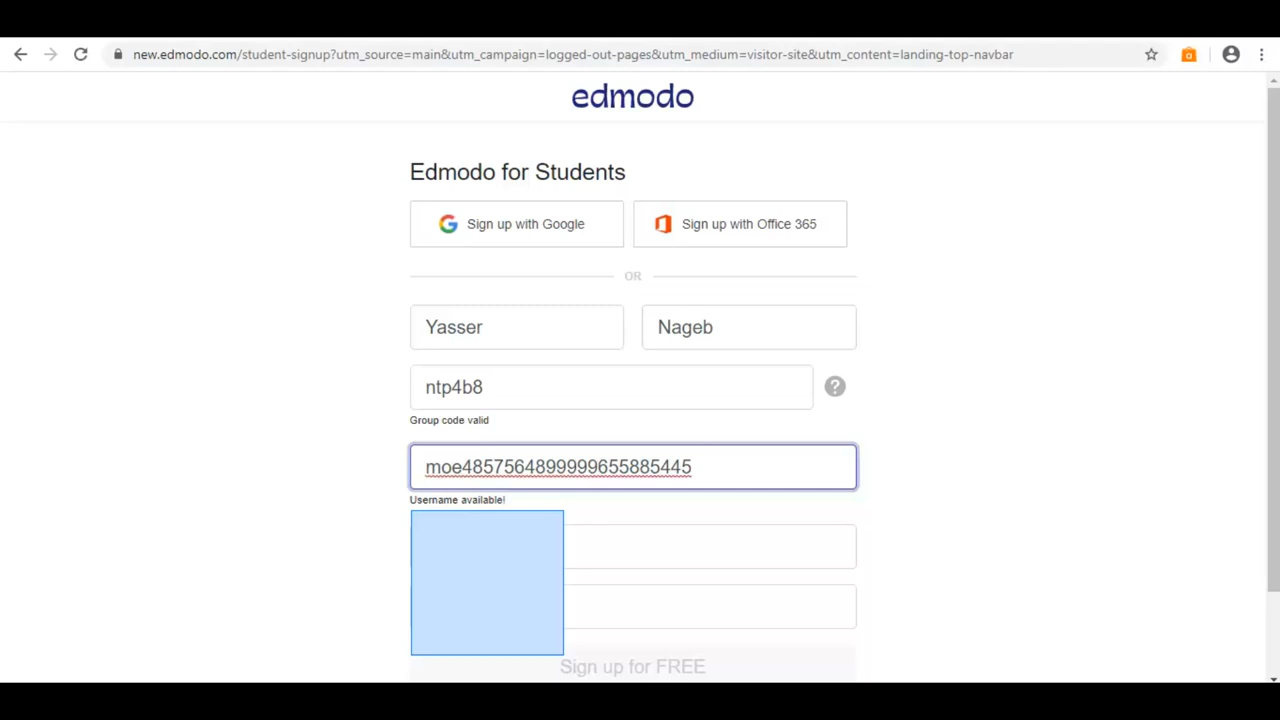 new.edmodo.com/student-signup?utm_source=main&utm_campaign=logged-out-pages&utm_medium=visitor-site&utm_content=landing-top-navbar
edmodo
Edmodo for Students
Sign up with Google Sign up with Office 365
OR
Yasser Nageb
ntp4b8 ?
Group code valid
moe4857564899999655885445
Username available!
Sign up for FREE